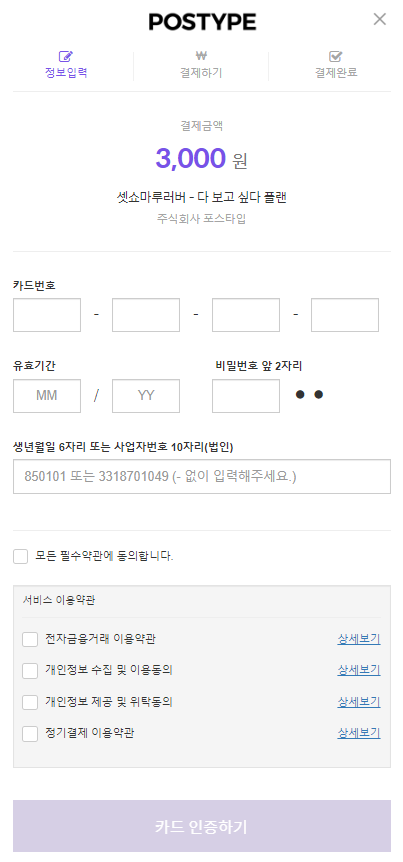 POSTYPE
정보입력
₩
결제하기
결제완료
결제금액
3,000 원
셋쇼마루러버 - 다 보고 싶다 플랜
주식회사 포스타입
카드번호
- - -
유효기간
비밀번호 앞 2자리
MM / YY ● ●
생년월일 6자리 또는 사업자번호 10자리(법인)
850101 또는 3318701049 (- 없이 입력해주세요.)
모든 필수약관에 동의합니다.
서비스 이용약관
전자금융거래 이용약관 상세보기
개인정보 수집 및 이용동의 상세보기
개인정보 제공 및 위탁동의 상세보기
정기결제 이용약관 상세보기
카드 인증하기